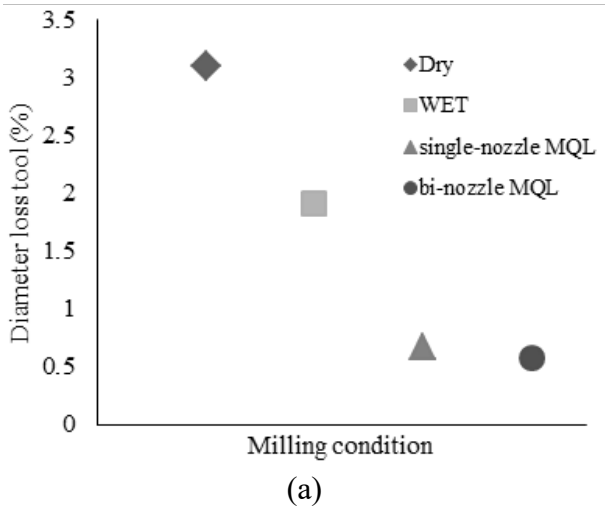 3.5
3
2.5
2
1.5
1
0.5
0
Diameter loss tool (%)
Dry
WET
single-nozzle MQL
bi-nozzle MQL
Milling condition
(a)